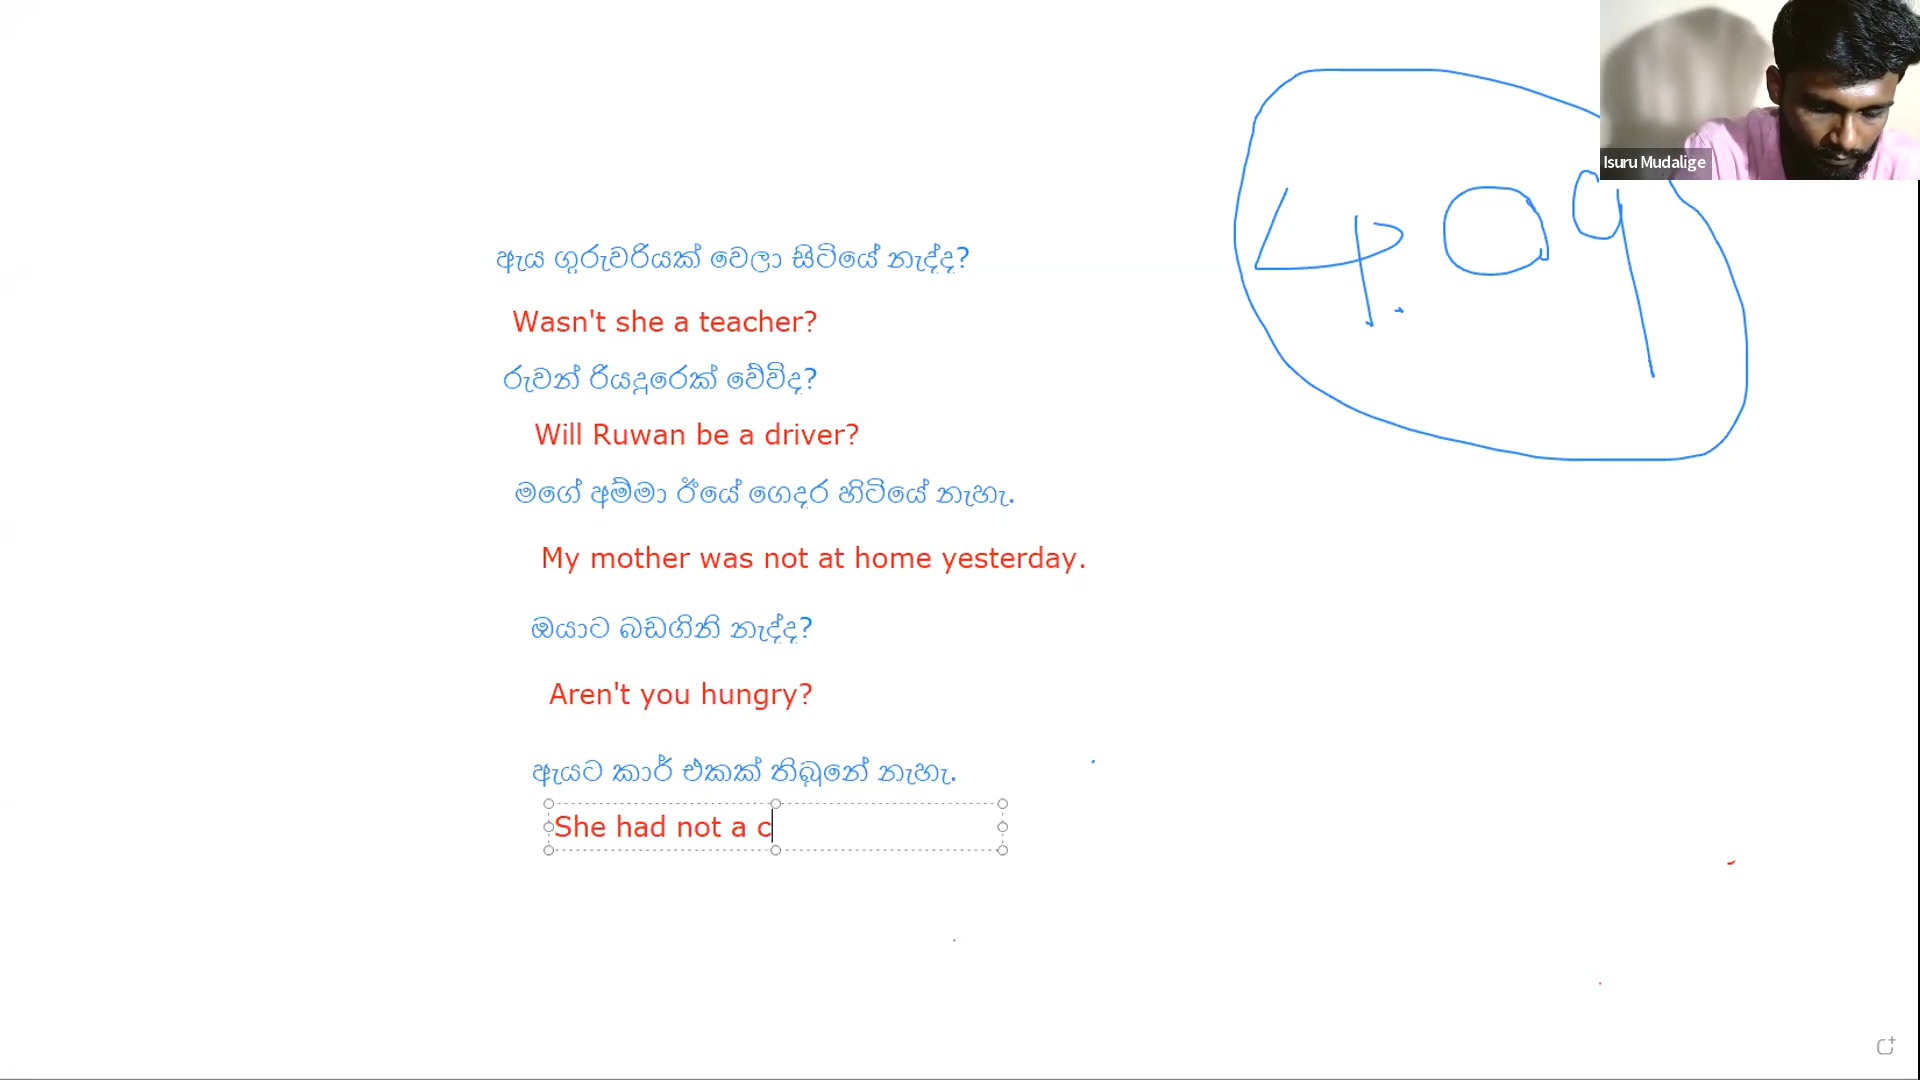 Isuru Mudalige
4.09
ඇය ගුරුවරියක් වෙලා සිටියේ නැද්ද?
Wasn't she a teacher?
රුවන් රියදුරෙක් වේවිද?
Will Ruwan be a driver?
මගේ අම්මා ඊයේ ගෙදර හිටියේ නැහැ.
My mother was not at home yesterday.
ඔයාට බඩගිනි නැද්ද?
Aren't you hungry?
ඇයට කාර් එකක් තිබුනේ නැහැ.
She had not a c